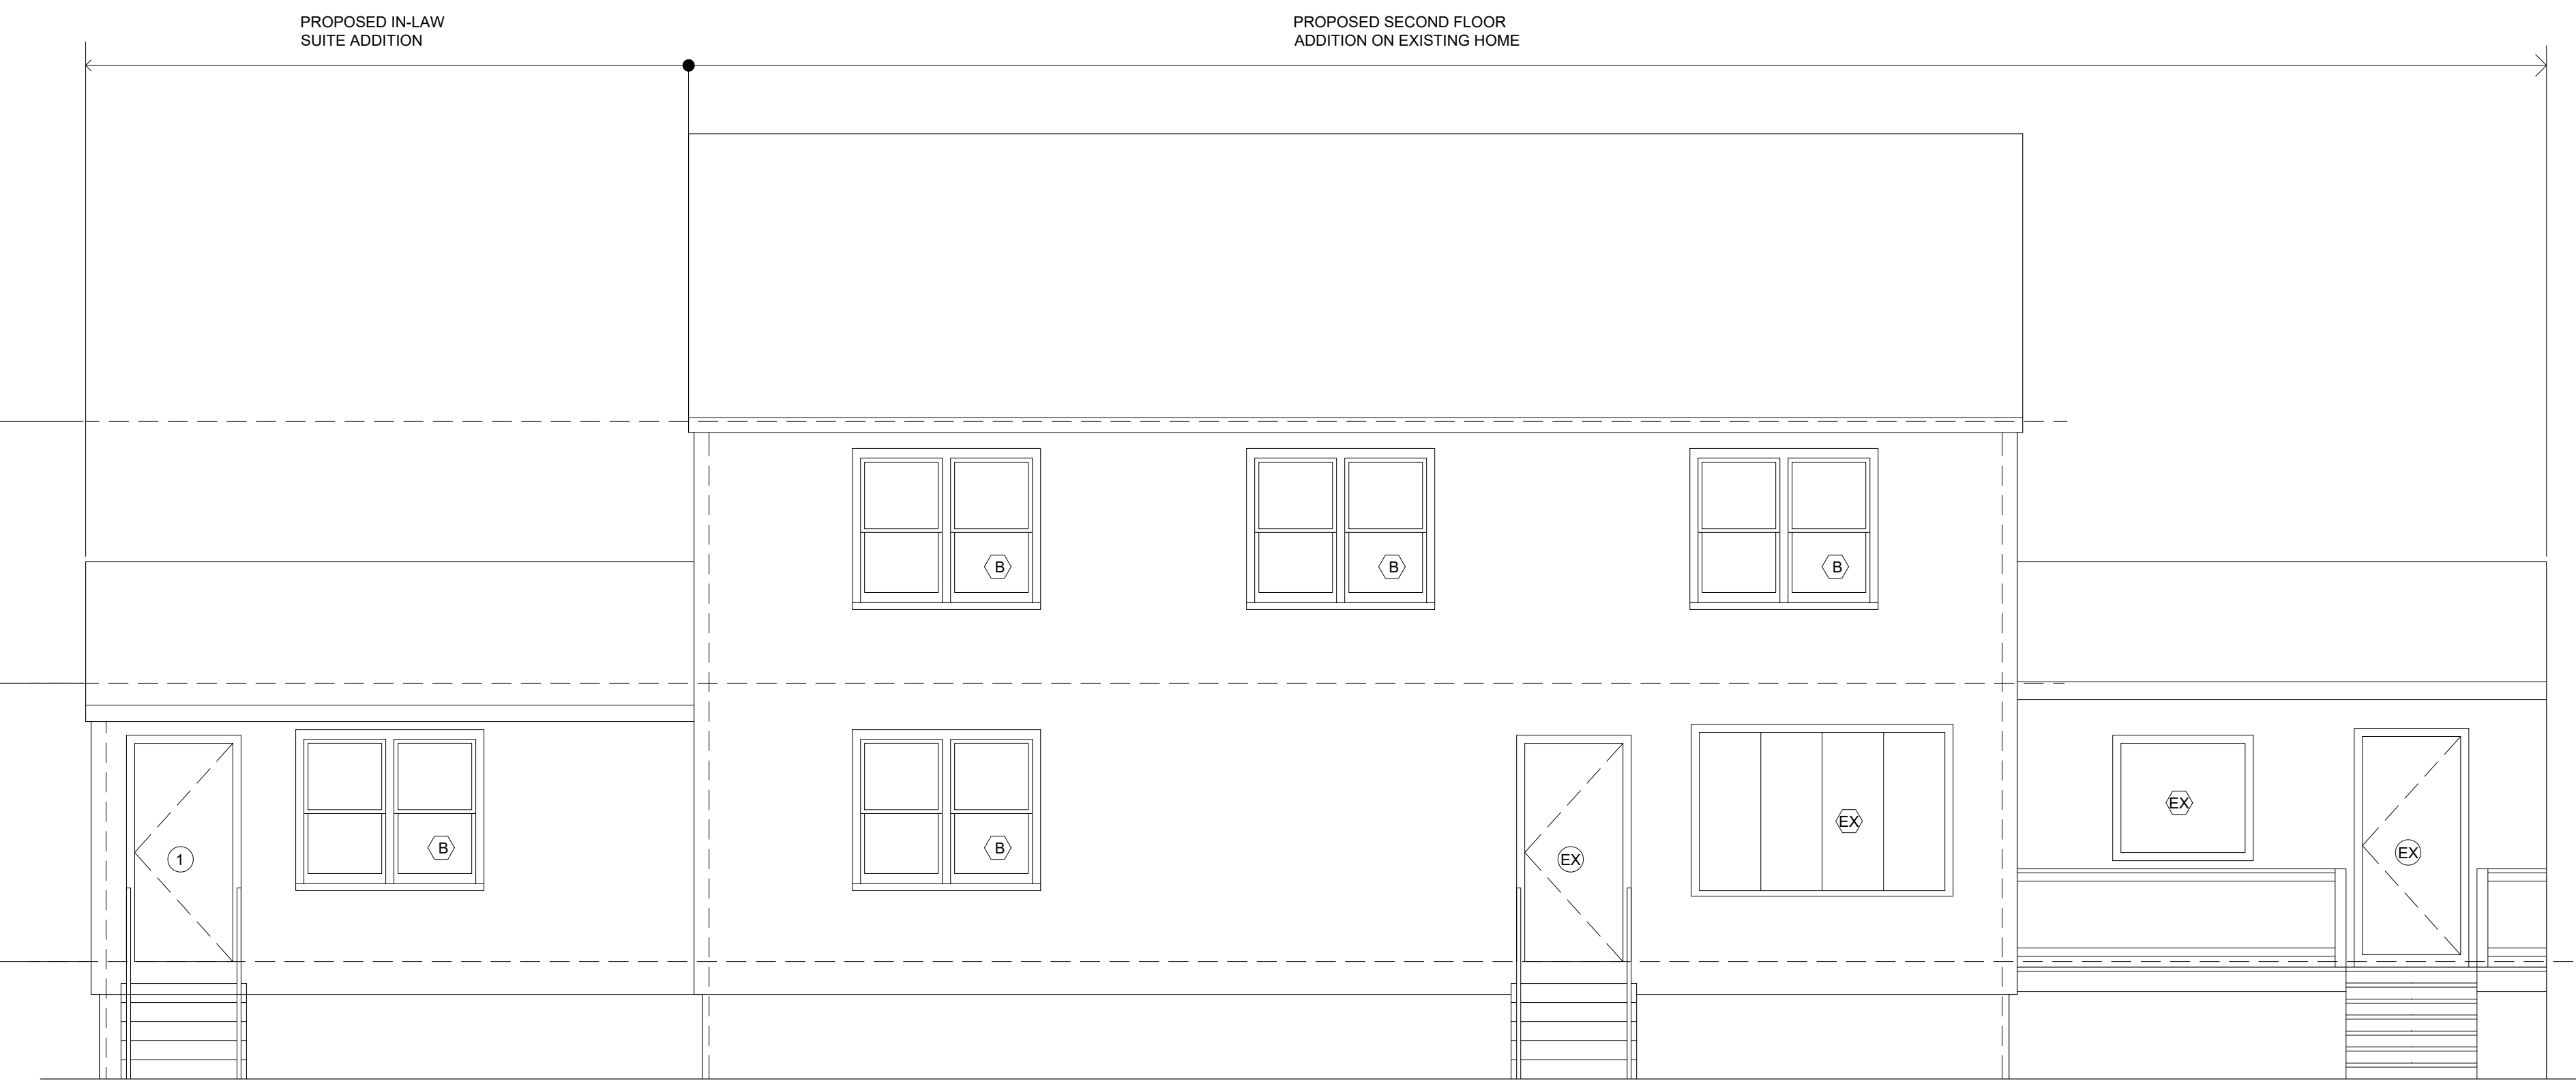 PROPOSED IN-LAW
SUITE ADDITION
PROPOSED SECOND FLOOR
ADDITION ON EXISTING HOME
B
B
B
B
B
EX
EX
EX
EX
1